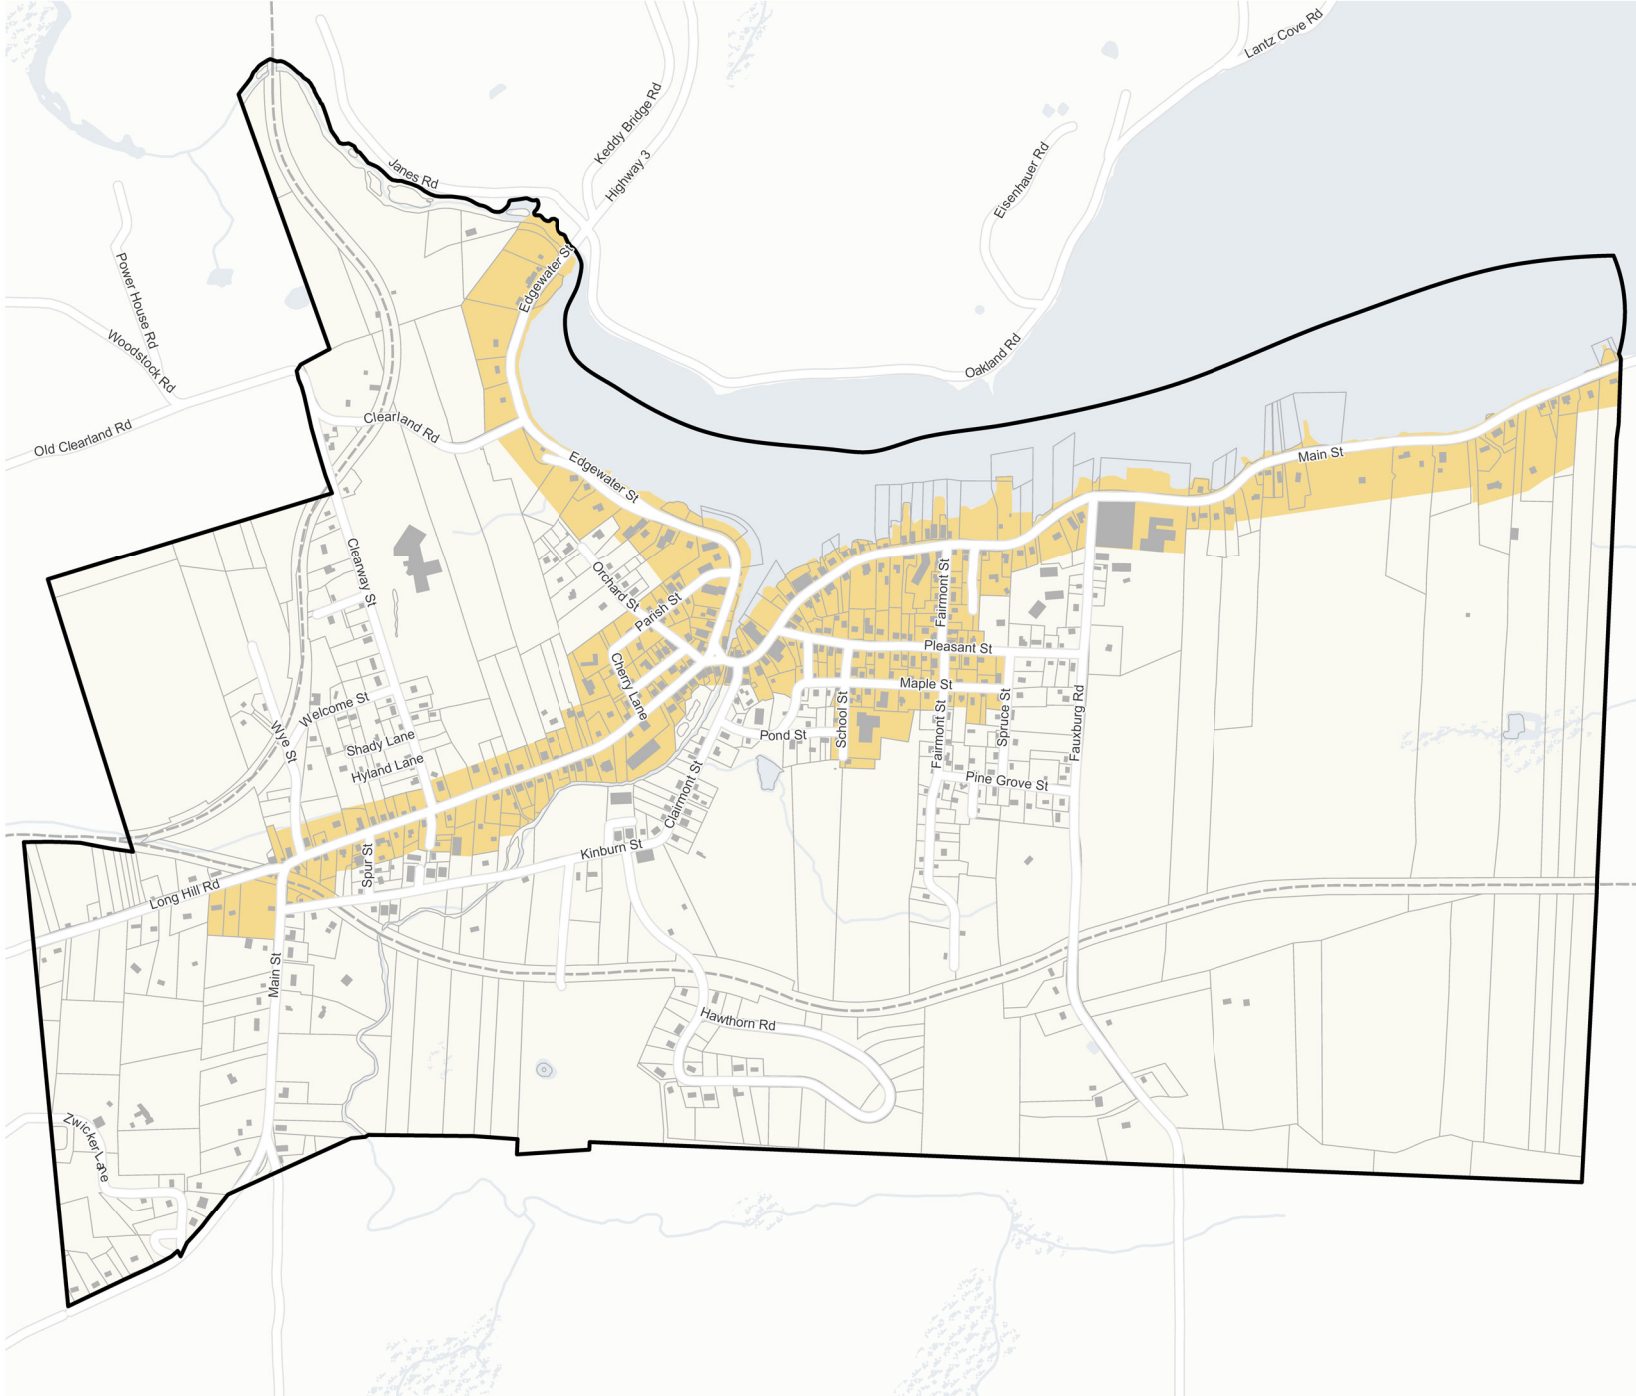 Lantz Cove Rd
Keddy Bridge Rd
Highway 3
Janes Rd
Eisenhauer Rd
Power House Rd
Edgewater St
Woodstock Rd
Oakland Rd
Old Clearland Rd
Clearland Rd
Edgewater St
Main St
Clearway St
Orchard St
Parish St
Fairmont St
Pleasant St
Cherry Lane
Maple St
Welcome St
Wye St
Shady Lane
Hyland Lane
School St
Pond St
Fairmont St
Spruce St
Fauxburg Rd
Pine Grove St
Clairmont St
Kinburn St
Spur St
Long Hill Rd
Main St
Hawthorn Rd
Zwicker Lane